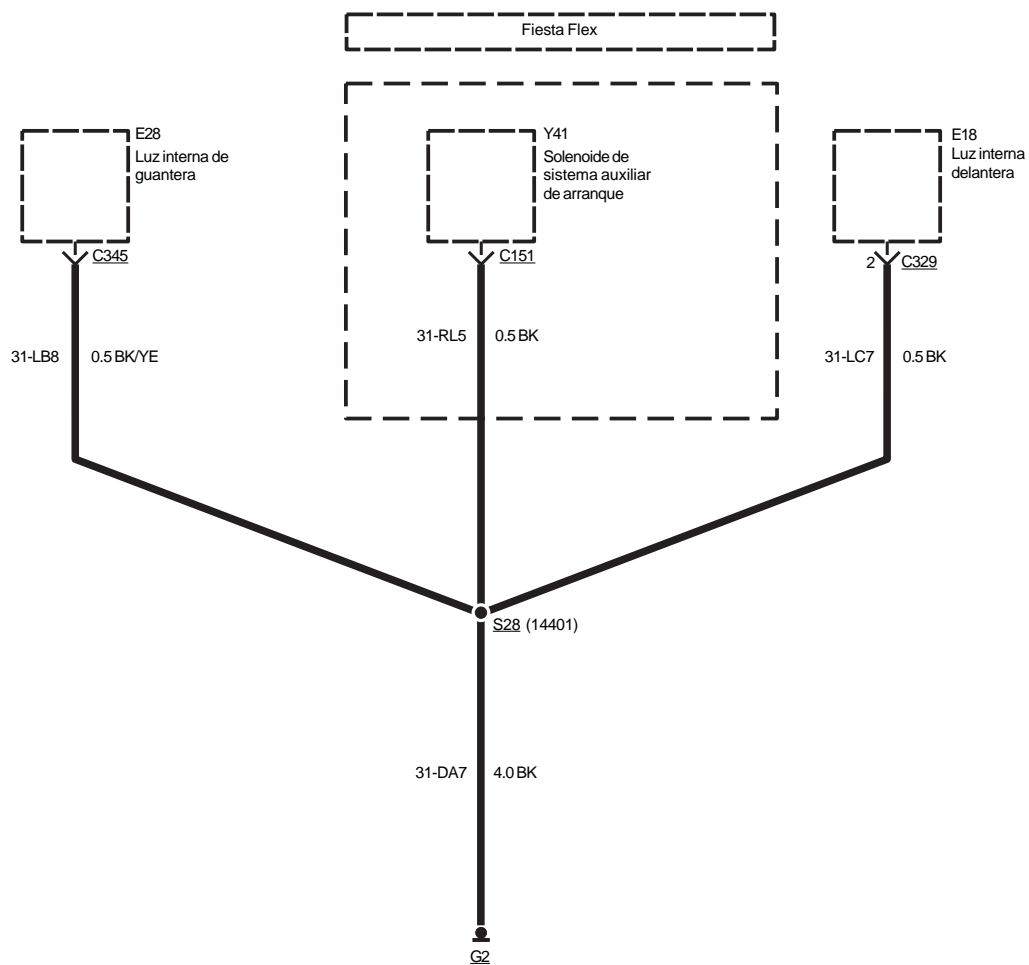 Fiesta Flex
E28
Luz interna de
guantera
C345
31-LB8
0.5 BK/YE
Y41
Solenoide de
sistema auxiliar
de arranque
C151
31-RL5
0.5 BK
E18
Luz interna
delantera
2
C329
31-LC7
0.5 BK
S28 (14401)
31-DA7
4.0 BK
G2